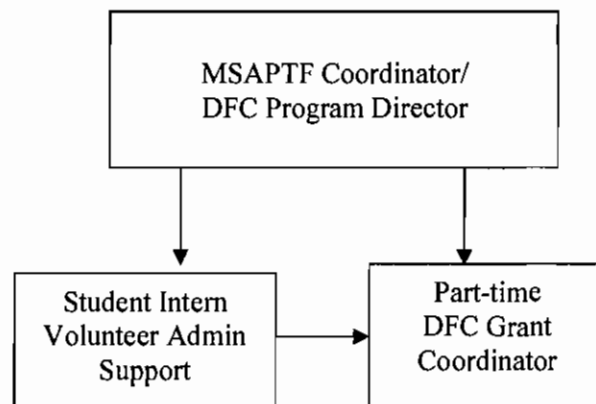 MSAPTF Coordinator/
DFC Program Director
Student Intern
Volunteer Admin
Support
Part-time
DFC Grant
Coordinator